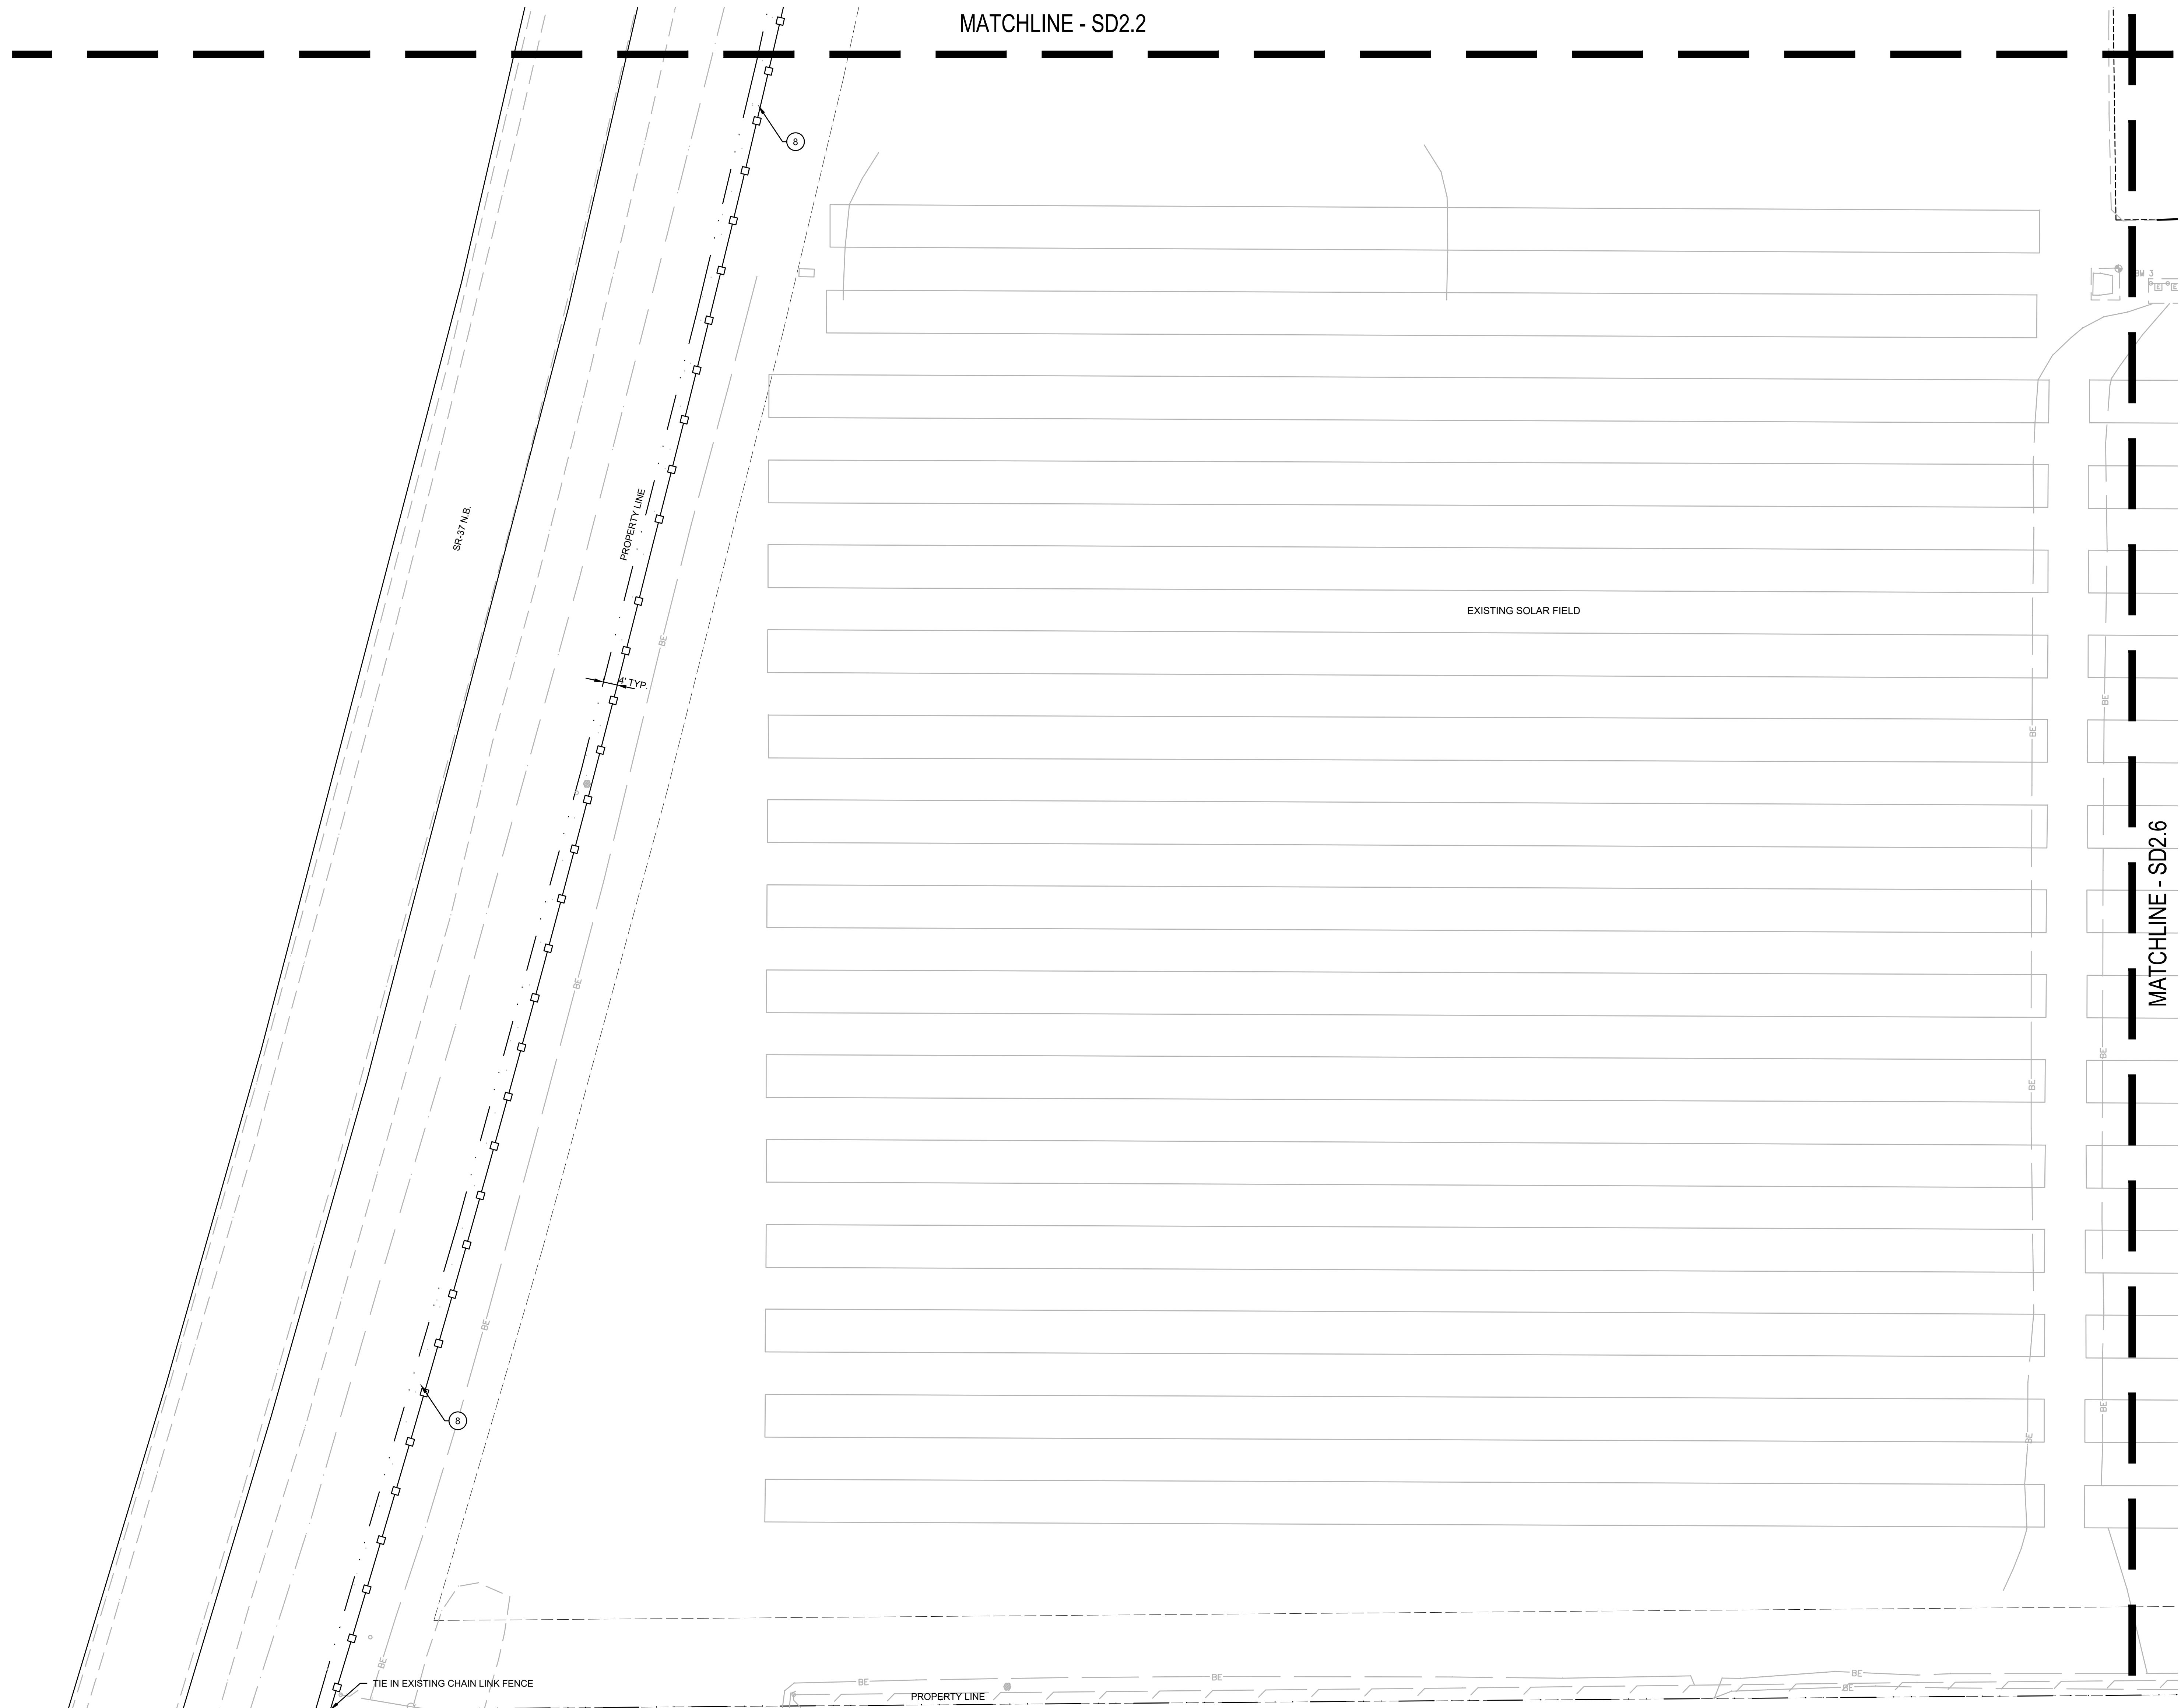 MATCHLINE - SD2.2
8
BM 3
E
E
SR-37 N.B.
PROPERTY LINE
EXISTING SOLAR FIELD
BE
4' TYP.
BE
BE
MATCHLINE - SD2.6
BE
BE
BE
BE
8
BE
BE
BE
TIE IN EXISTING CHAIN LINK FENCE
BE
BE
BE
BE
PROPERTY LINE